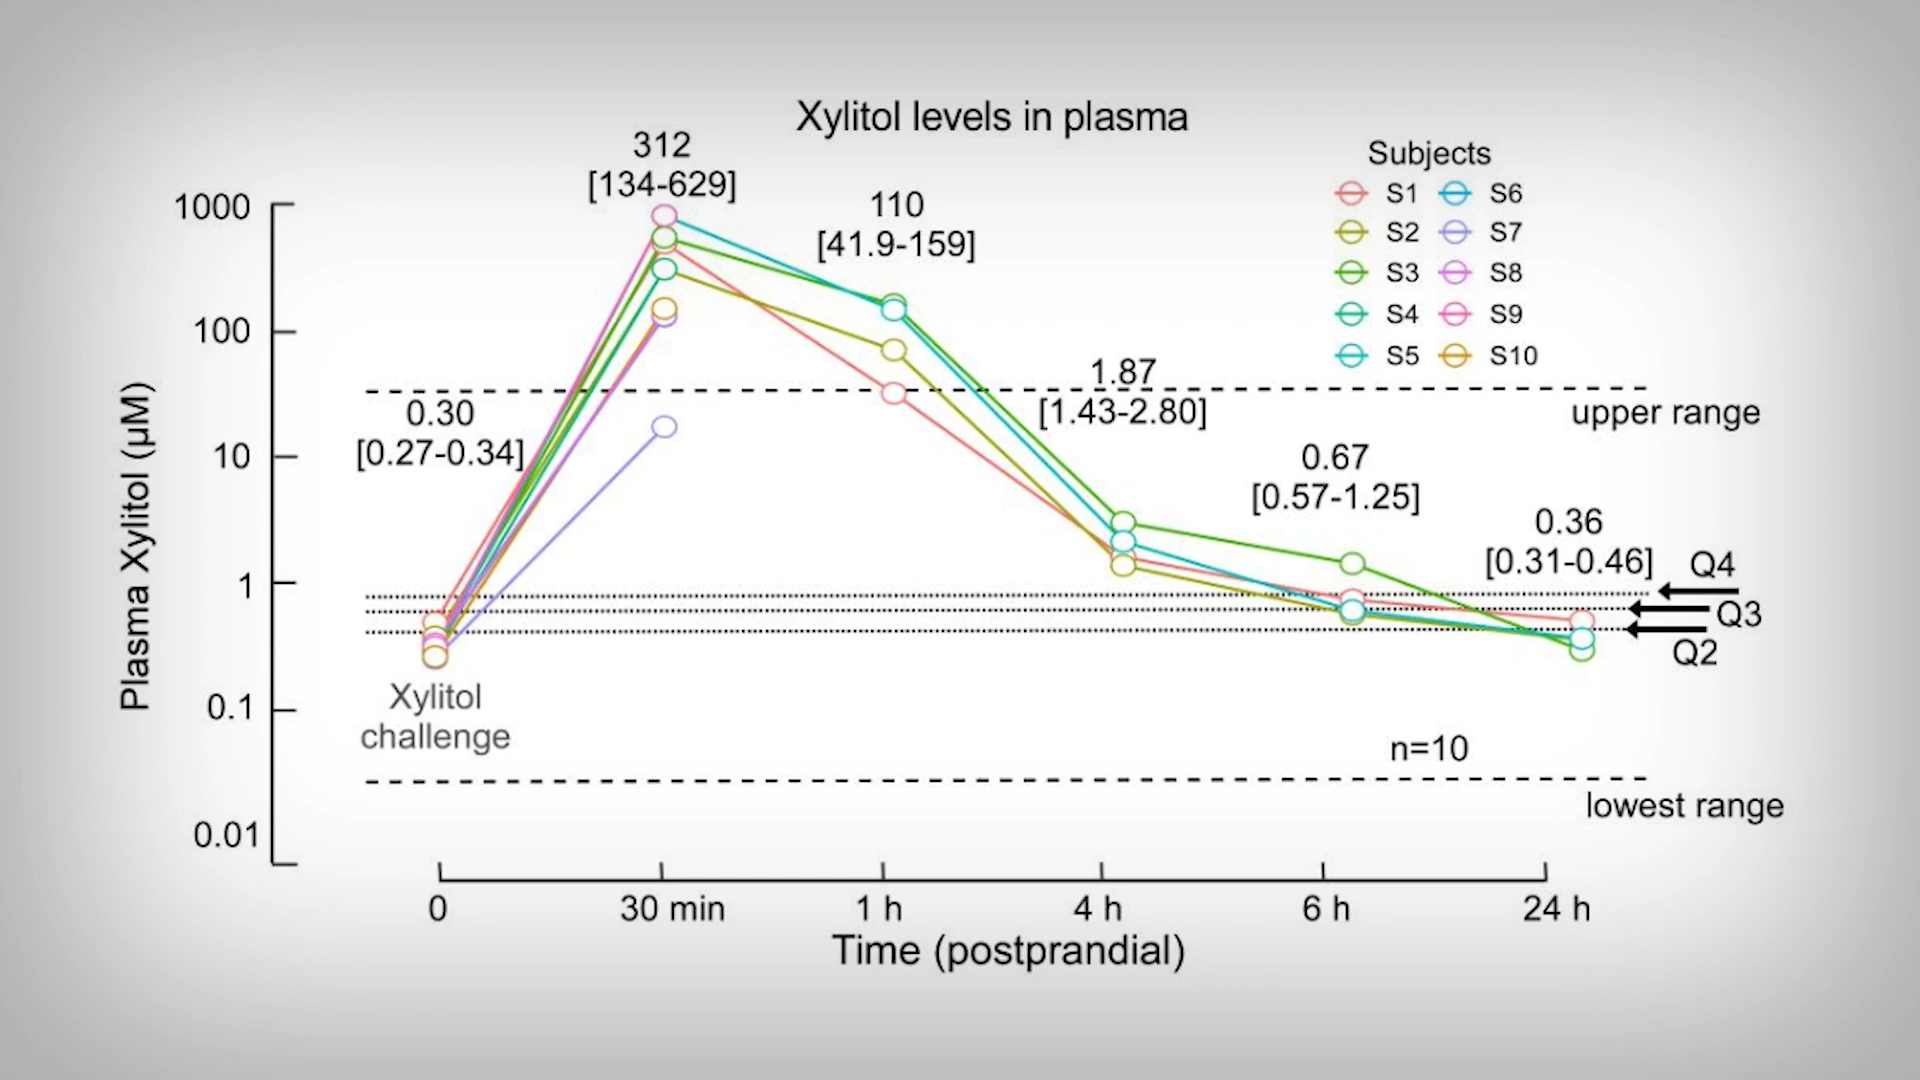 Xylitol levels in plasma
312
[134-629]
110
[41.9-159]
Subjects
S1 S6
S2 S7
S3 S8
S4 S9
S5 S10
1000
100
10
1
0.1
0.01
Plasma Xylitol (µM)
0.30
[0.27-0.34]
1.87
[1.43-2.80]
upper range
0.67
[0.57-1.25]
0.36
[0.31-0.46]
Q4
Q3
Q2
Xylitol
challenge
n=10
lowest range
0 30 min 1 h 4 h 6 h 24 h
Time (postprandial)